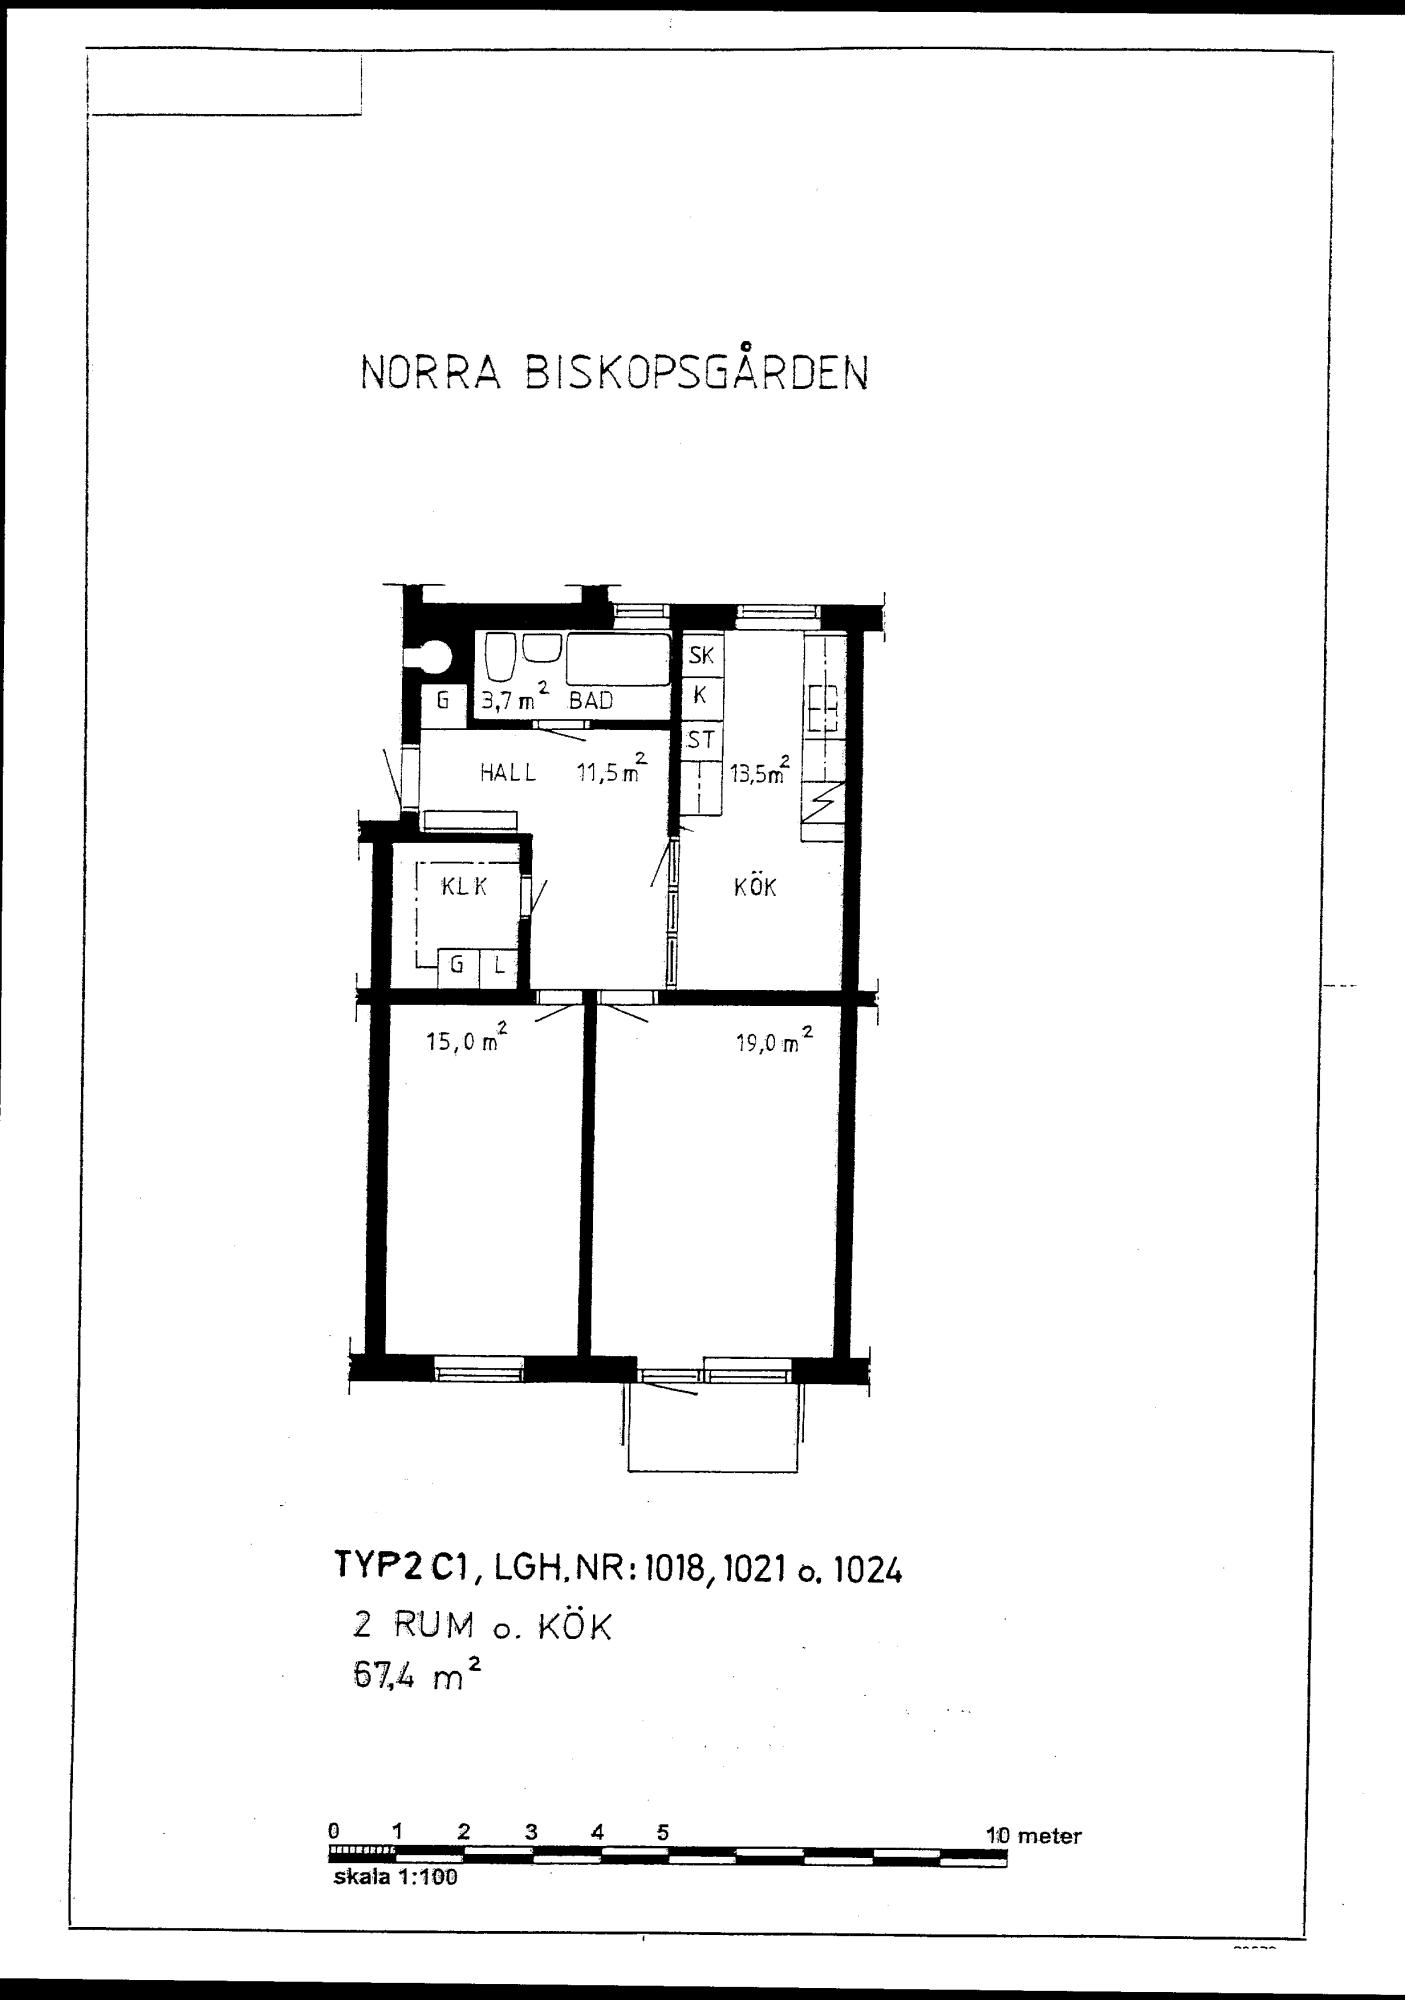 NORRA BISKOPSGÅRDEN
SK
G 3,7 m² BAD K
ST
HALL 11,5 m² 13,5 m²
KLK KÖK
G L
15,0 m² 19,0 m²
TYP2 C1, LGH.NR: 1018, 1021 o. 1024
2 RUM o. KÖK
67,4 m²
0 1 2 3 4 5 10 meter
skala 1:100